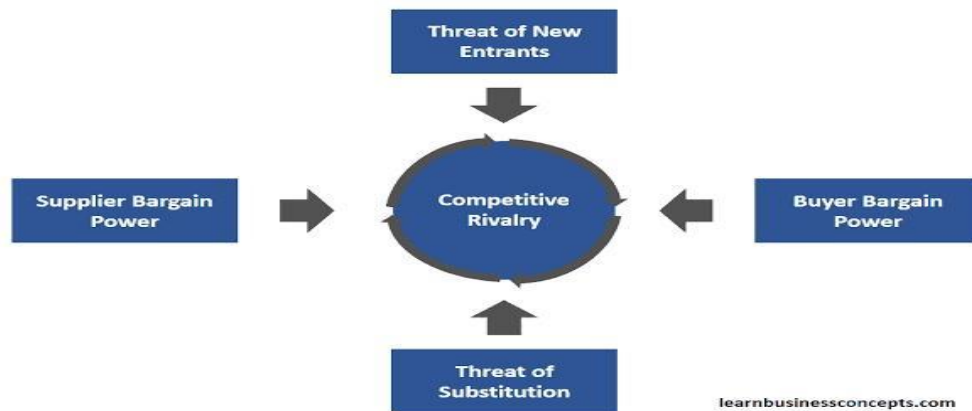 Threat of New
Entrants
Supplier Bargain
Power
Competitive
Rivalry
Buyer Bargain
Power
Threat of
Substitution
learnbusinessconcepts.com